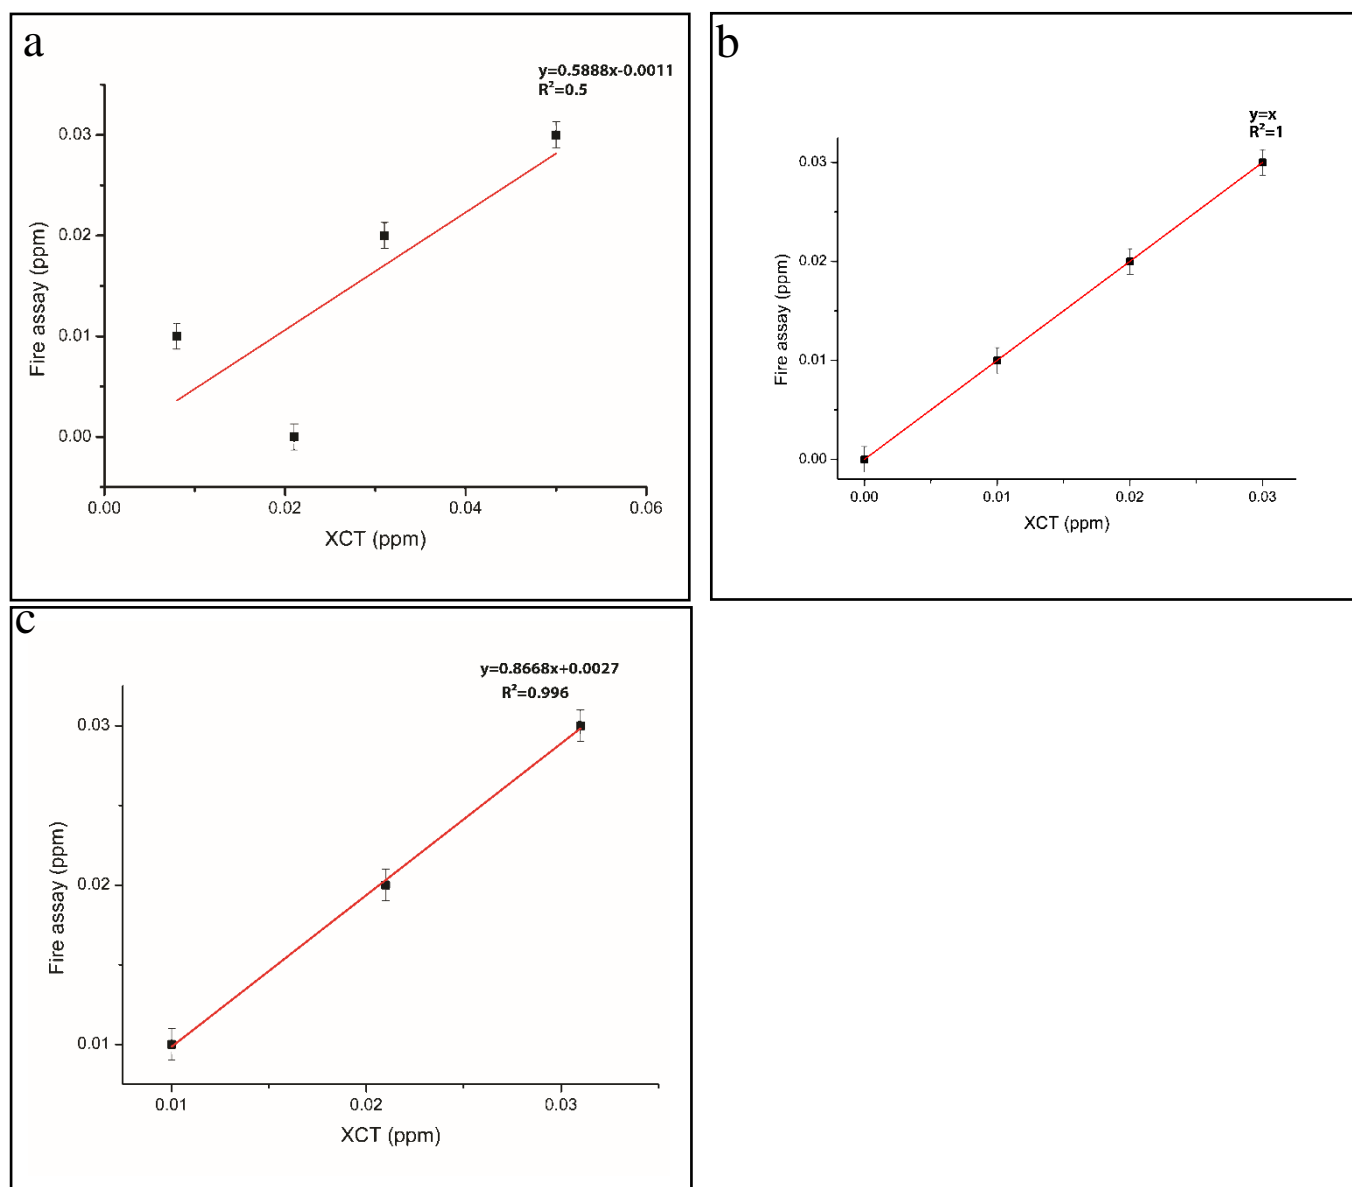 a
y=0.5888x-0.0011
R²=0.5
0.03
0.02
0.01
0.00
Fire assay (ppm)
0.00 0.02 0.04 0.06
XCT (ppm)
b
y=x
R²=1
0.03
0.02
0.01
0.00
Fire assay (ppm)
0.00 0.01 0.02 0.03
XCT (ppm)
c
y=0.8668x+0.0027
R²=0.996
0.03
0.02
0.01
Fire assay (ppm)
0.01 0.02 0.03
XCT (ppm)